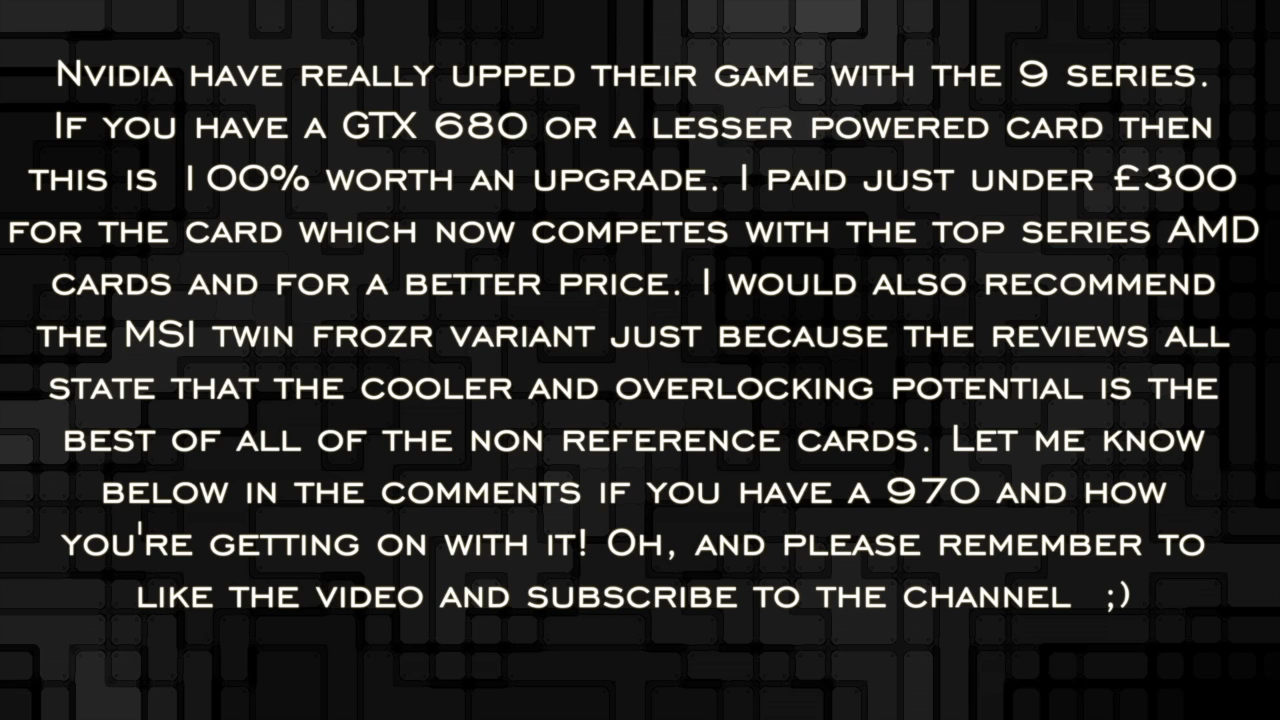 Nvidia have really upped their game with the 9 series.
If you have a GTX 680 or a lesser powered card then
this is 100% worth an upgrade. I paid just under £300
for the card which now competes with the top series AMD
cards and for a better price. I would also recommend
the MSI twin frozr variant just because the reviews all
state that the cooler and overlocking potential is the
best of all of the non reference cards. Let me know
below in the comments if you have a 970 and how
you're getting on with it! Oh, and please remember to
like the video and subscribe to the channel ;)